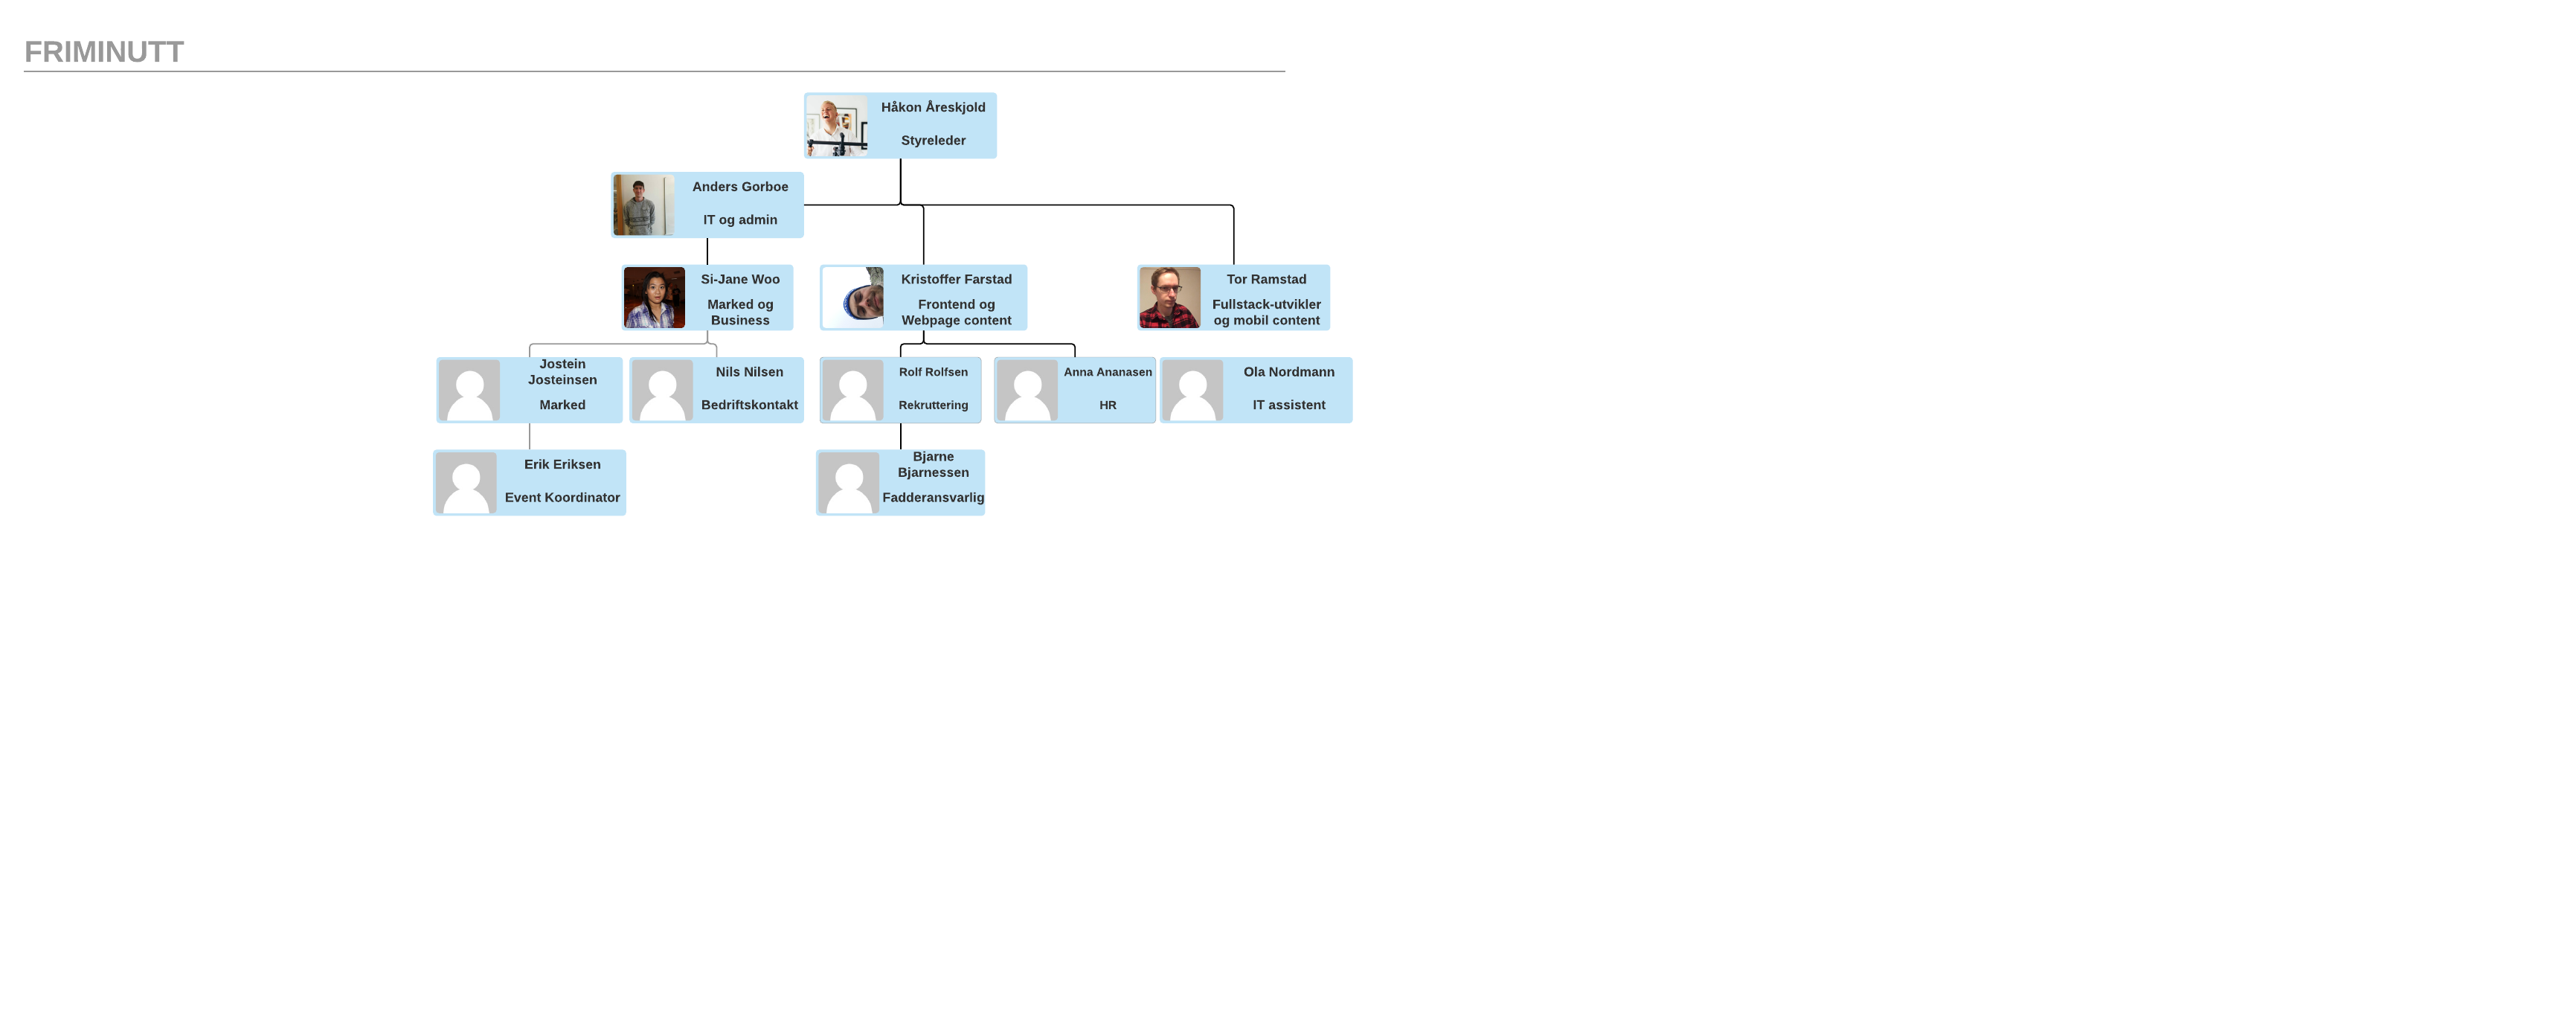 FRIMINUTT
Håkon Åreskjold
Styreleder
Anders Gorboe
IT og admin
Si-Jane Woo
Marked og
Business
Kristoffer Farstad
Frontend og
Webpage content
Tor Ramstad
Fullstack-utvikler
og mobil content
Jostein
Josteinsen
Marked
Nils Nilsen
Bedriftskontakt
Rolf Rolfsen
Rekruttering
Anna Ananasen
HR
Ola Nordmann
IT assistent
Erik Eriksen
Event Koordinator
Bjarne
Bjarnessen
Fadderansvarlig